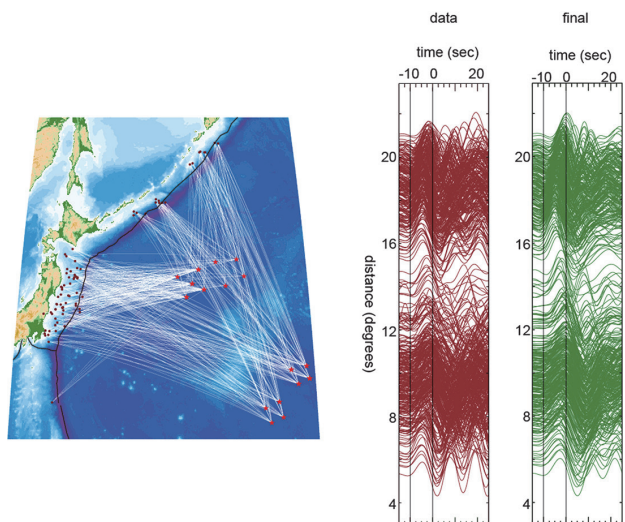 data final
time (sec) time (sec)
-10 0 20 -10 0 20
20 20
16 16
12 12
8 8
4 4
distance (degrees)